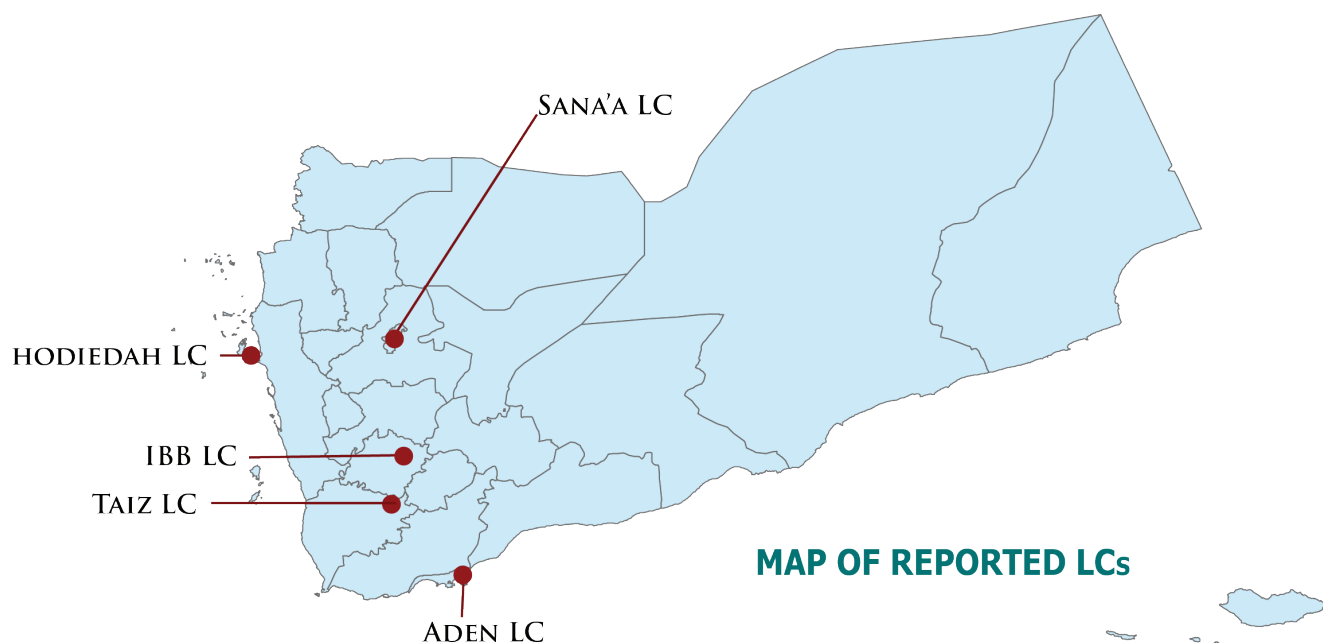 SANA’A LC
HODIEDAH LC
IBB LC
TAIZ LC
MAP OF REPORTED LCs
ADEN LC